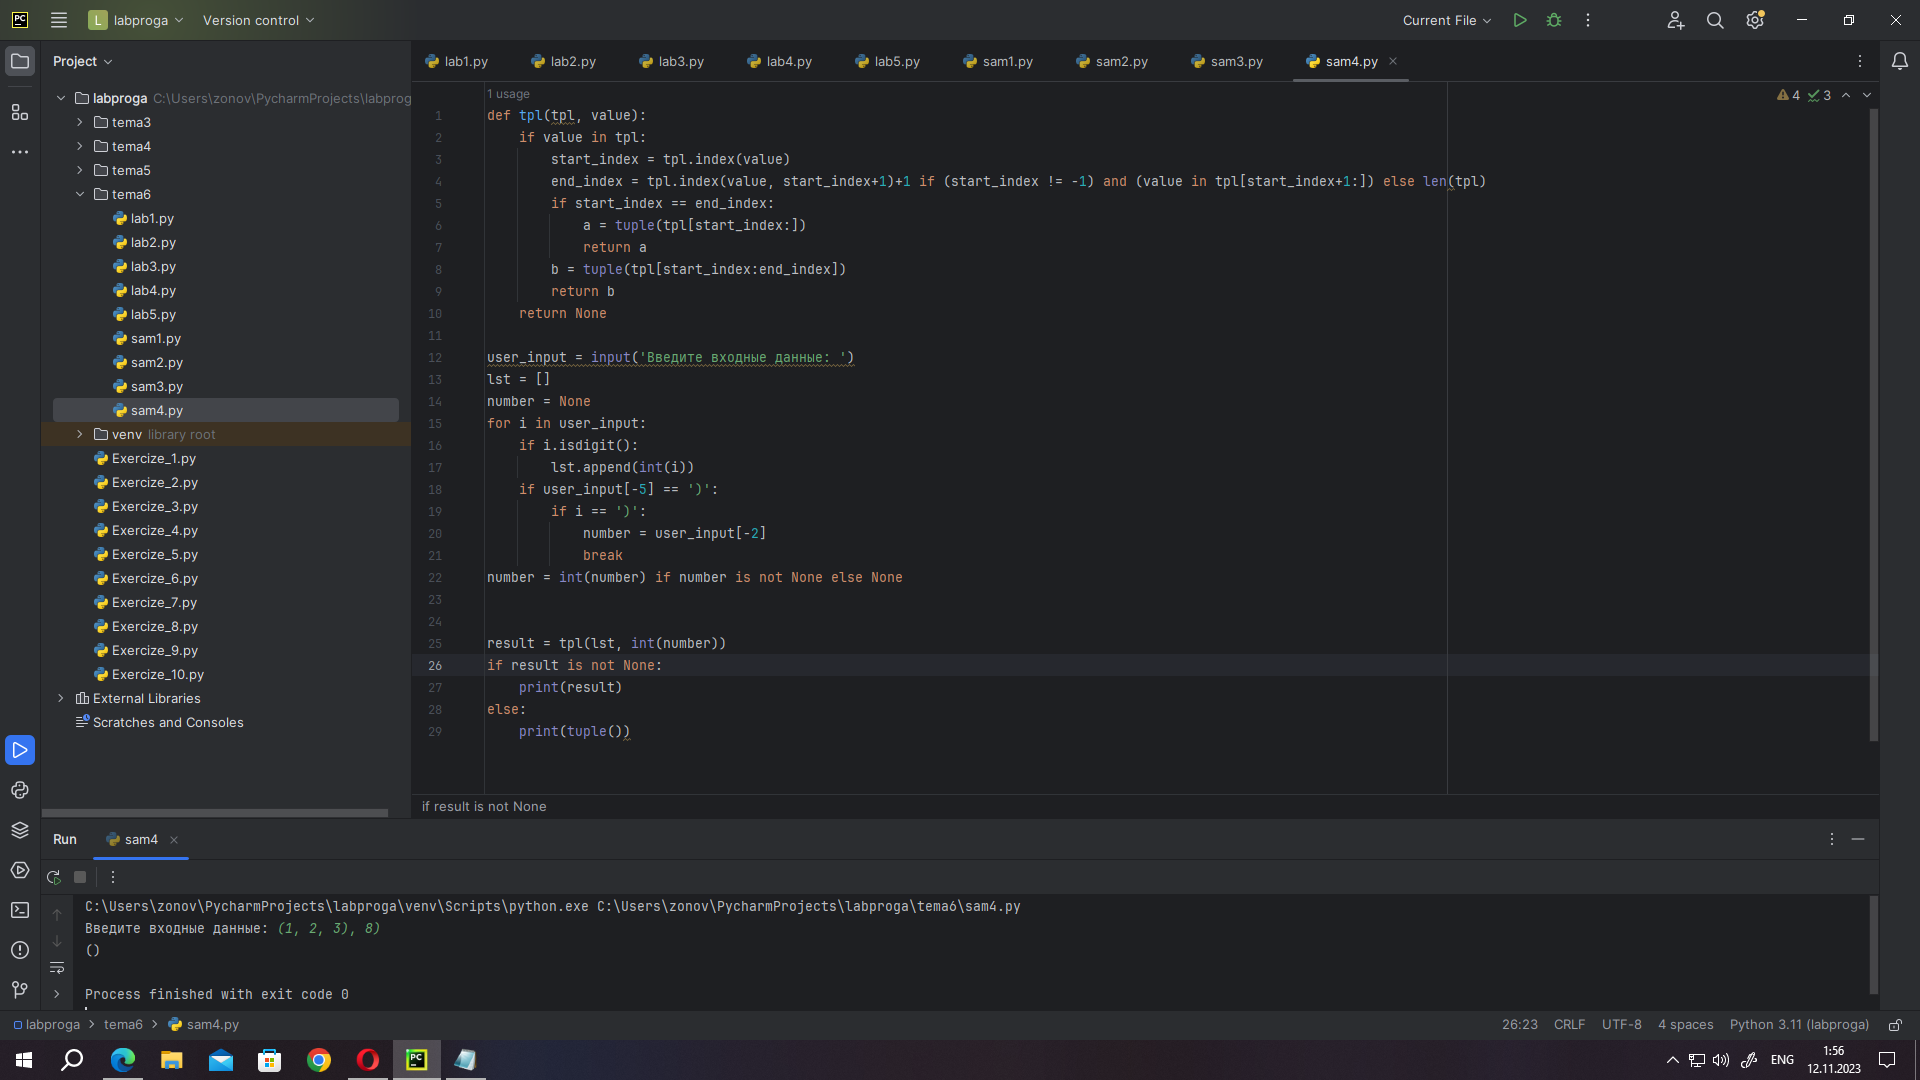 PC L labproga Version control Current File
Project
lab1.py lab2.py lab3.py lab4.py lab5.py sam1.py sam2.py sam3.py sam4.py
labproga C:\Users\zonov\PycharmProjects\labprog
tema3
tema4
tema5
tema6
lab1.py
lab2.py
lab3.py
lab4.py
lab5.py
sam1.py
sam2.py
sam3.py
sam4.py
venv library root
Exercize_1.py
Exercize_2.py
Exercize_3.py
Exercize_4.py
Exercize_5.py
Exercize_6.py
Exercize_7.py
Exercize_8.py
Exercize_9.py
Exercize_10.py
External Libraries
Scratches and Consoles
1 usage
4 3
1 def tpl(tpl, value):
2 if value in tpl:
3 start_index = tpl.index(value)
4 end_index = tpl.index(value, start_index+1)+1 if (start_index != -1) and (value in tpl[start_index+1:]) else len(tpl)
5 if start_index == end_index:
6 a = tuple(tpl[start_index:])
7 return a
8 b = tuple(tpl[start_index:end_index])
9 return b
10 return None
11
12 user_input = input('Введите входные данные: ')
13 lst = []
14 number = None
15 for i in user_input:
16 if i.isdigit():
17 lst.append(int(i))
18 if user_input[-5] == ')':
19 if i == ')':
20 number = user_input[-2]
21 break
22 number = int(number) if number is not None else None
23
24
25 result = tpl(lst, int(number))
26 if result is not None:
27 print(result)
28 else:
29 print(tuple())
if result is not None
Run sam4
C:\Users\zonov\PycharmProjects\labproga\venv\Scripts\python.exe C:\Users\zonov\PycharmProjects\labproga\tema6\sam4.py
Введите входные данные: (1, 2, 3), 8)
()
Process finished with exit code 0
labproga tema6 sam4.py 26:23 CRLF UTF-8 4 spaces Python 3.11 (labproga)
PC ENG 1:56
12.11.2023